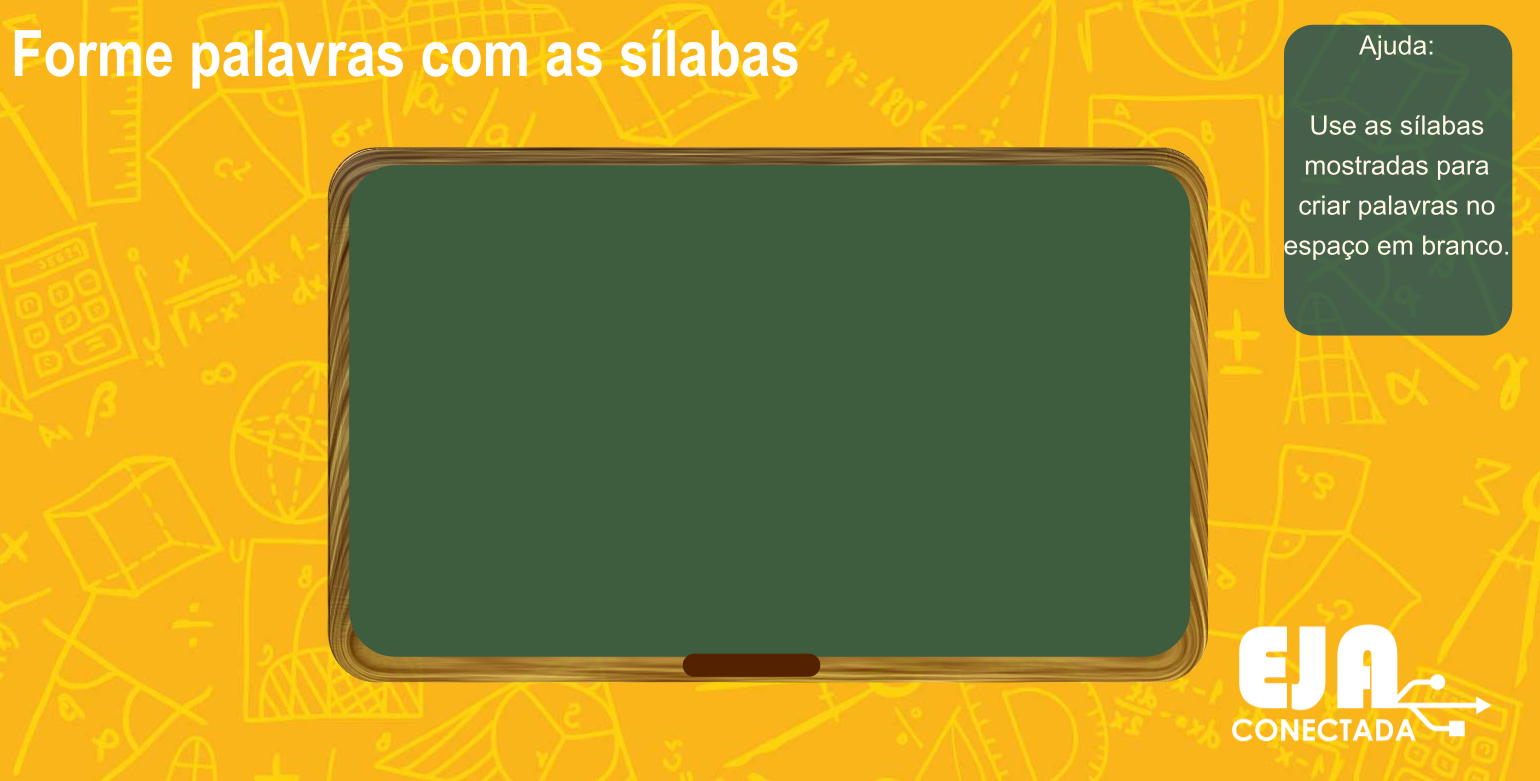 Forme palavras com as sílabas
Ajuda:
Use as sílabas
mostradas para
criar palavras no
espaço em branco.
EJA
CONECTADA